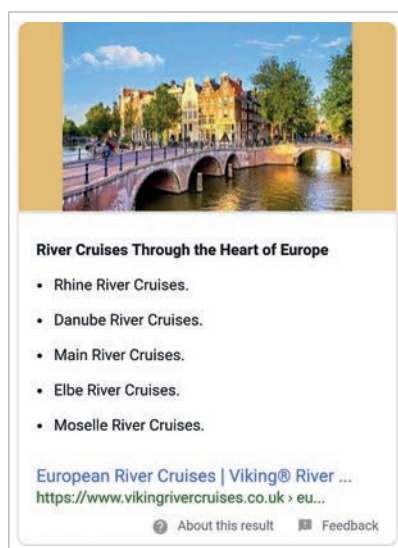 River Cruises Through the Heart of Europe
• Rhine River Cruises.
• Danube River Cruises.
• Main River Cruises.
• Elbe River Cruises.
• Moselle River Cruises.
European River Cruises | Viking® River ...
https://www.vikingrivercruises.co.uk › eu...
About this result Feedback